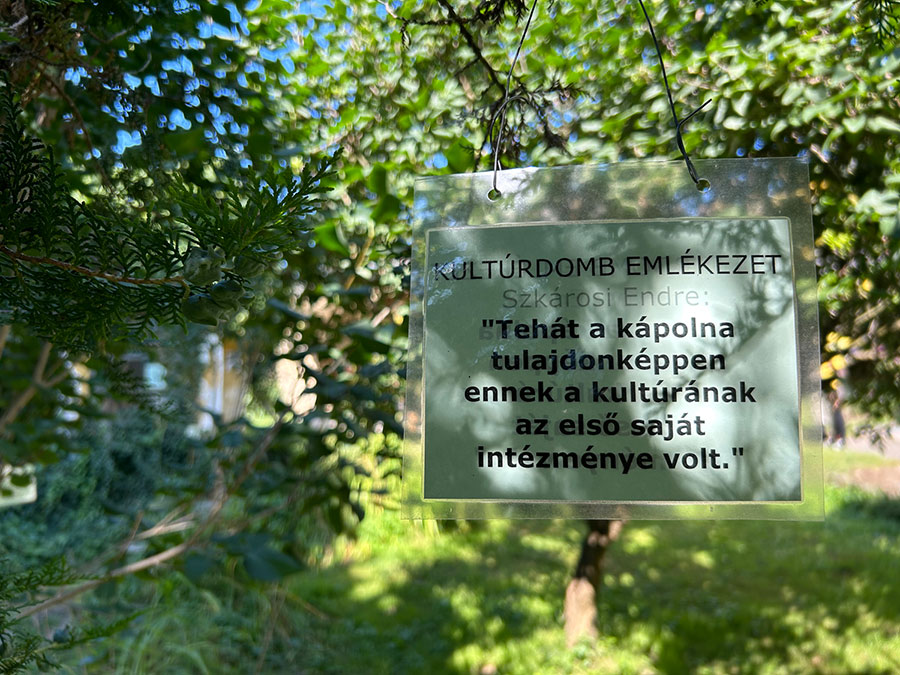 KULTÚRDOMB EMLÉKEZET
Szkárosi Endre:
"Tehát a kápolna
tulajdonképpen
ennek a kultúrának
az első saját
intézménye volt."